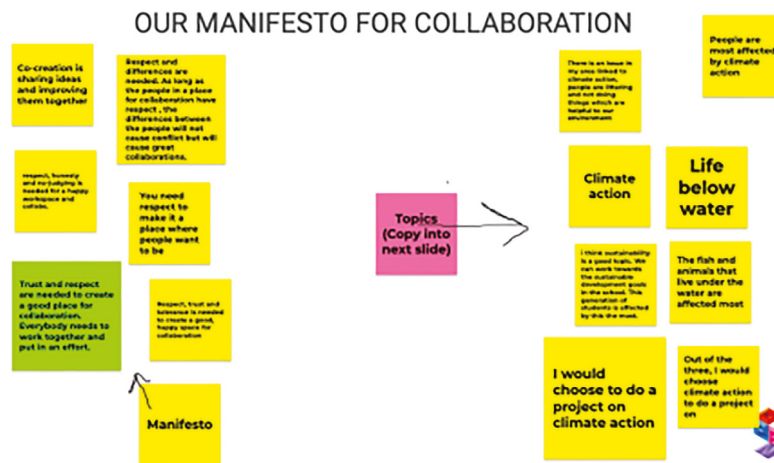 OUR MANIFESTO FOR COLLABORATION
Co-creation is
sharing ideas
and improving
them together
Respect and
differences are
needed. As long as
the people in a place
for collaboration have
respect , the
differences between
the people will not
cause conflict but will
cause great
collaborations.
respect, honesty
and no-judging is
needed for a happy
workspace and
collabs.
You need
respect to
make it a
place where
people want
to be
Trust and respect
are needed to create
a good place for
collaboration.
Everybody needs to
work together and
put in an effort.
Respect, trust and
tolerance is needed
to create a good,
happy space for
collaboration
Manifesto
Topics
(Copy into
next slide)
There is an issue in
my area linked to
climate action,
people are littering
and not doing
things which are
helpful to our
environment
People are
most affected
by climate
action
Climate
action
Life
below
water
I think sustainability
is a good topic. We
can work towards
the sustainable
development goals
in the school. This
generation of
students is affected
by this the most.
The fish and
animals that
live under the
water are
affected most
I would
choose to do a
project on
climate action
Out of the
three, I would
choose
climate action
to do a project
on